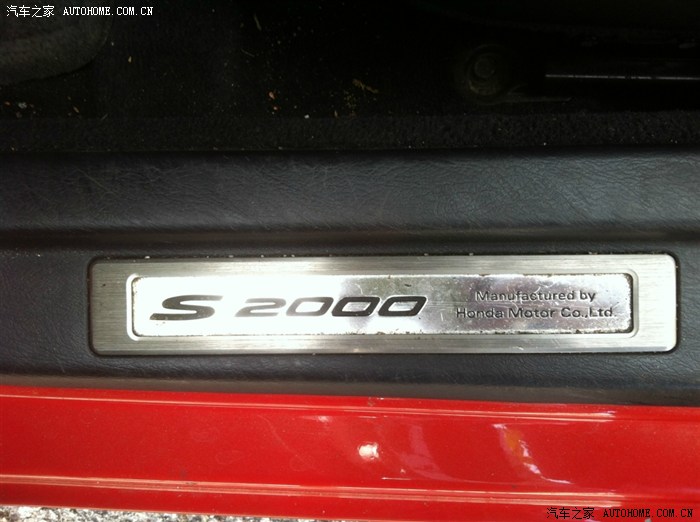 汽车之家 AUTOHOME.COM.CN
S 2000
Manufactured by
Honda Motor Co.,Ltd.
汽车之家 AUTOHOME.COM.CN